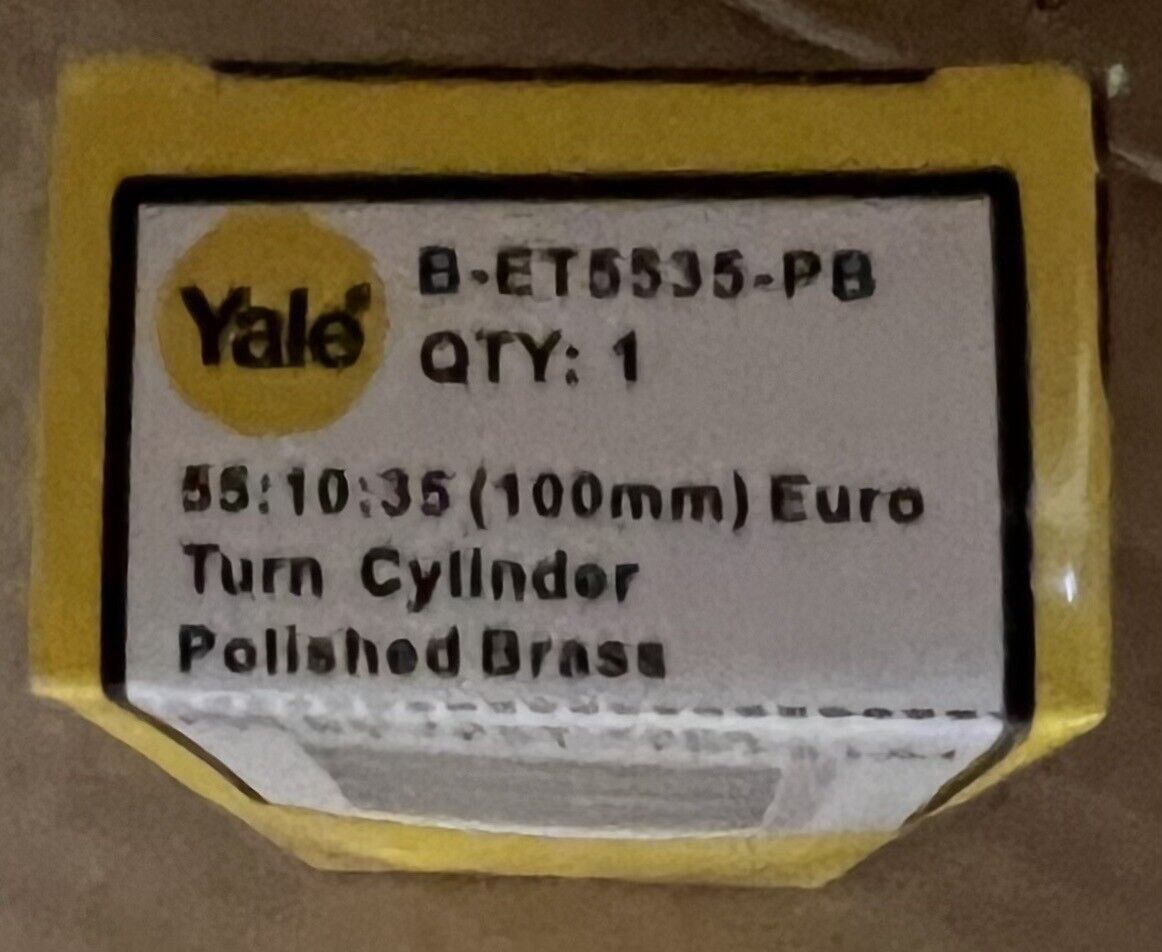 Yale
B-ET5535-PB
QTY: 1
55:10:35 (100mm) Euro
Turn Cylinder
Polished Brass